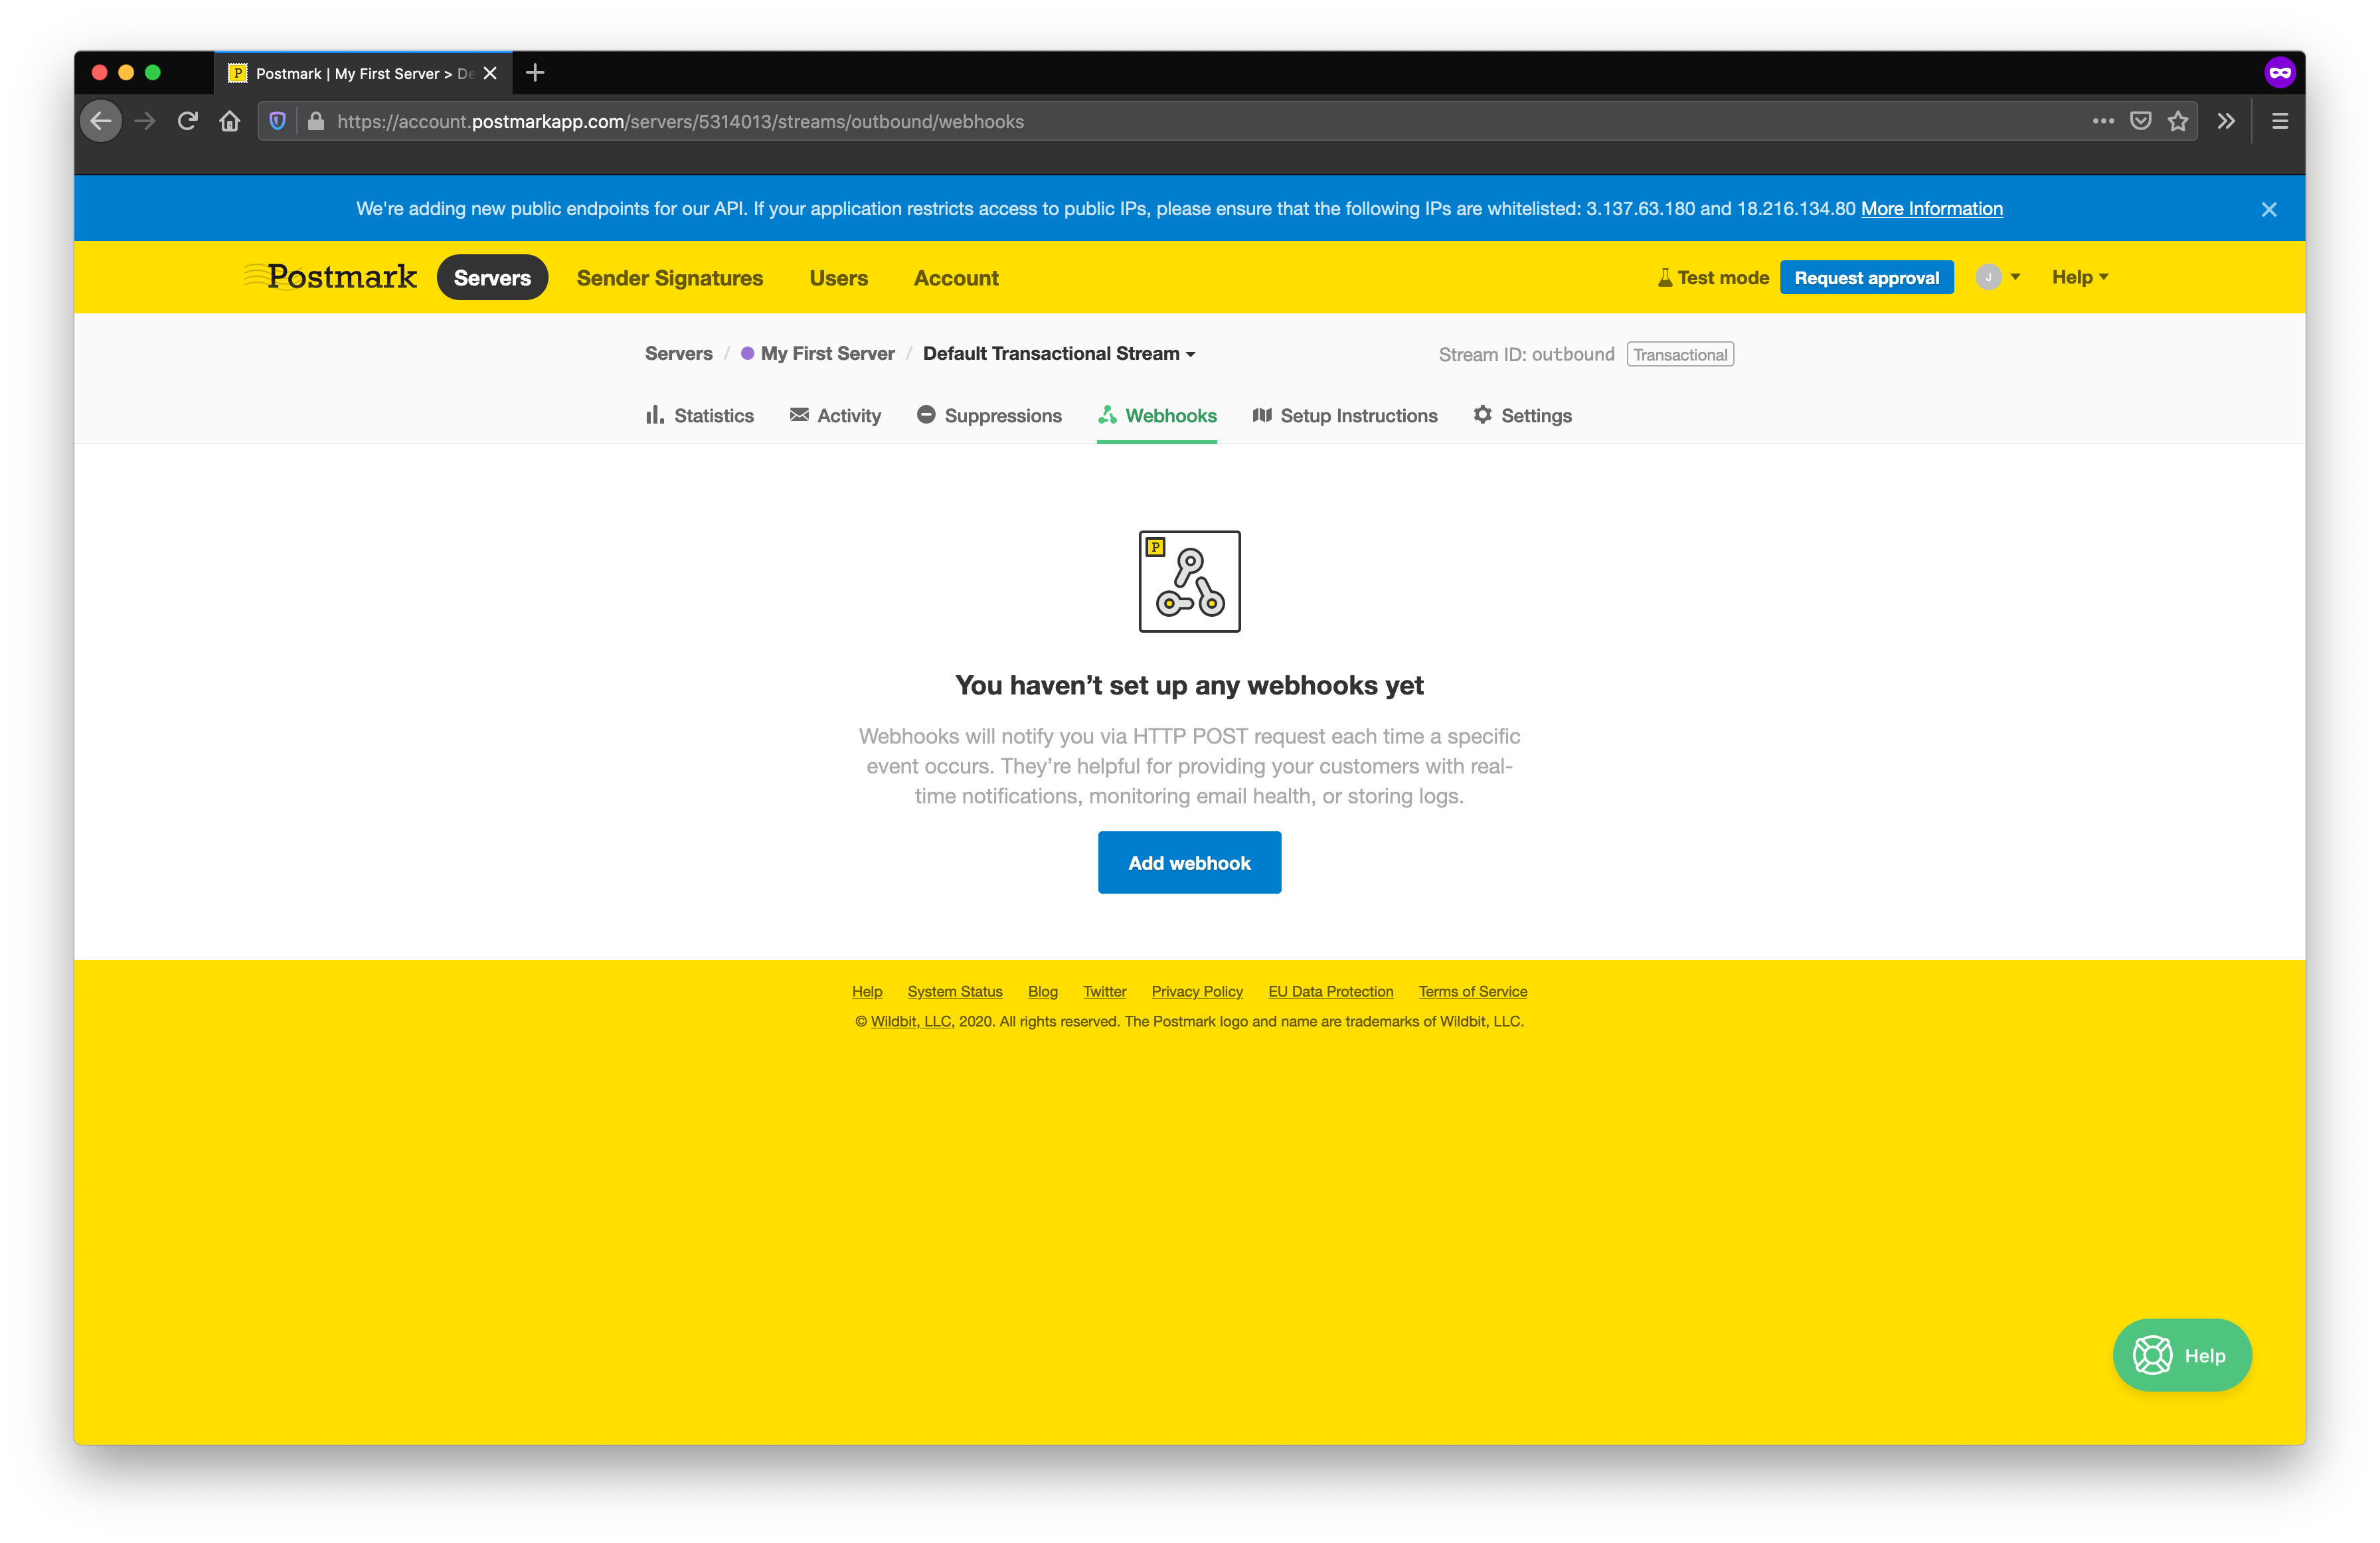 P Postmark | My First Server > De
https://account.postmarkapp.com/servers/5314013/streams/outbound/webhooks
We're adding new public endpoints for our API. If your application restricts access to public IPs, please ensure that the following IPs are whitelisted: 3.137.63.180 and 18.216.134.80 More Information
Postmark Servers Sender Signatures Users Account Test mode Request approval J Help
Servers / My First Server / Default Transactional Stream Stream ID: outbound Transactional
Statistics Activity Suppressions Webhooks Setup Instructions Settings
P
You haven’t set up any webhooks yet
Webhooks will notify you via HTTP POST request each time a specific
event occurs. They’re helpful for providing your customers with real-
time notifications, monitoring email health, or storing logs.
Add webhook
Help System Status Blog Twitter Privacy Policy EU Data Protection Terms of Service
© Wildbit, LLC, 2020. All rights reserved. The Postmark logo and name are trademarks of Wildbit, LLC.
Help